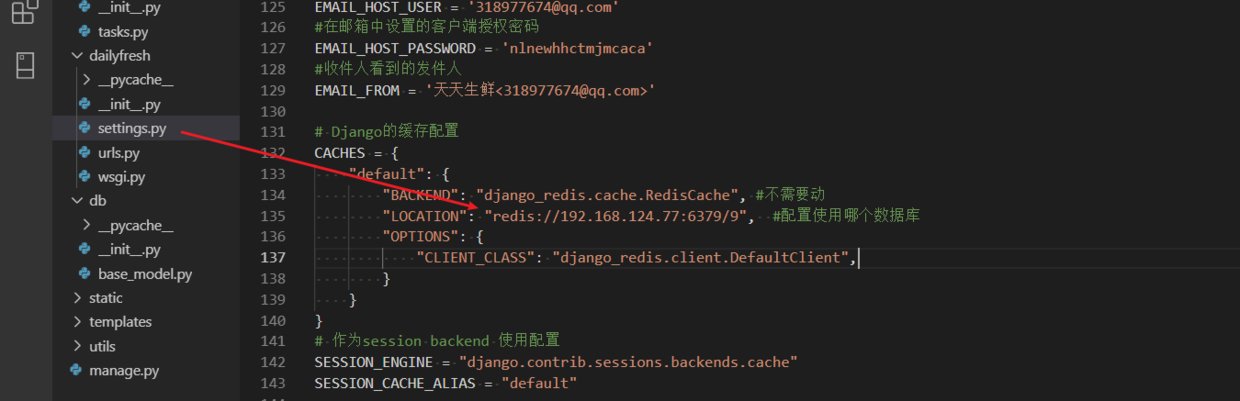 __init__.py
tasks.py
dailyfresh
__pycache__
__init__.py
settings.py
urls.py
wsgi.py
db
__pycache__
__init__.py
base_model.py
static
templates
utils
manage.py
125 EMAIL_HOST_USER = '318977674@qq.com'
126 #在邮箱中设置的客户端授权密码
127 EMAIL_HOST_PASSWORD = 'nlnewhhctmjmcaca'
128 #收件人看到的发件人
129 EMAIL_FROM = '天天生鲜<318977674@qq.com>'
130
131 # Django的缓存配置
132 CACHES = {
133 "default": {
134 "BACKEND": "django_redis.cache.RedisCache", #不需要动
135 "LOCATION": "redis://192.168.124.77:6379/9", #配置使用哪个数据库
136 "OPTIONS": {
137 "CLIENT_CLASS": "django_redis.client.DefaultClient",
138 }
139 }
140 }
141 # 作为session backend 使用配置
142 SESSION_ENGINE = "django.contrib.sessions.backends.cache"
143 SESSION_CACHE_ALIAS = "default"